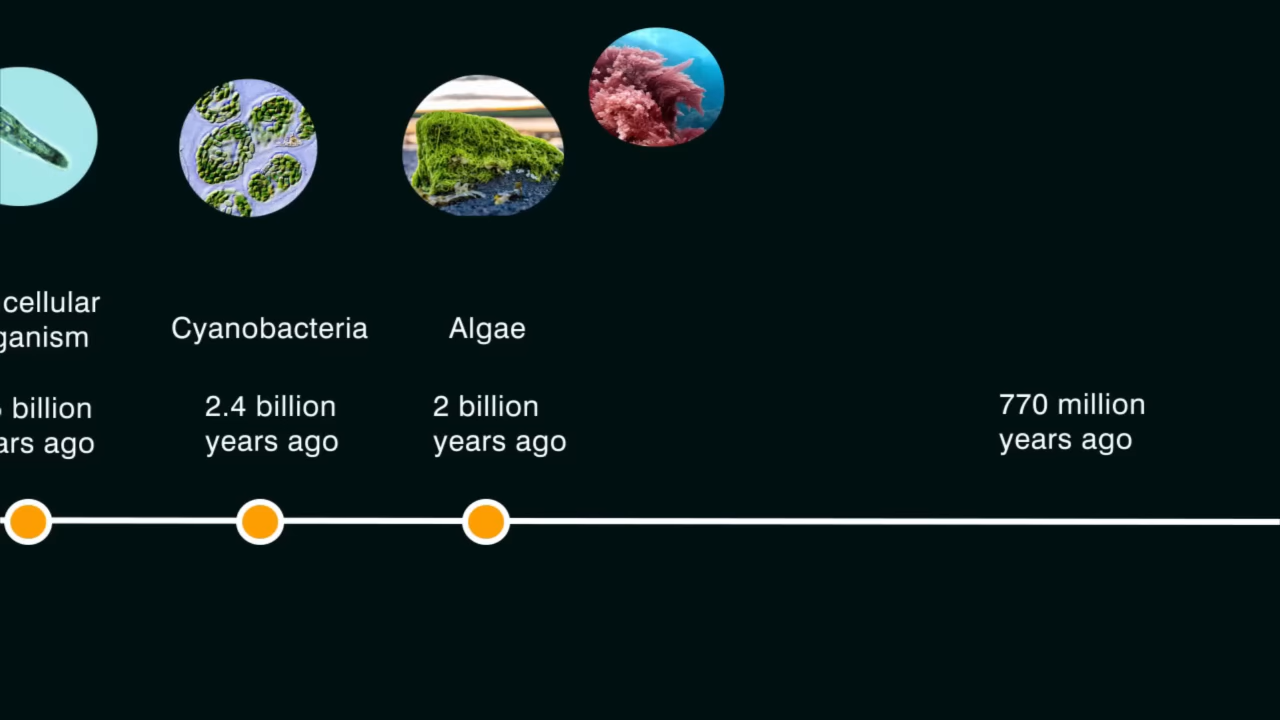 cellular
ganism
billion
ars ago
Cyanobacteria
2.4 billion
years ago
Algae
2 billion
years ago
770 million
years ago